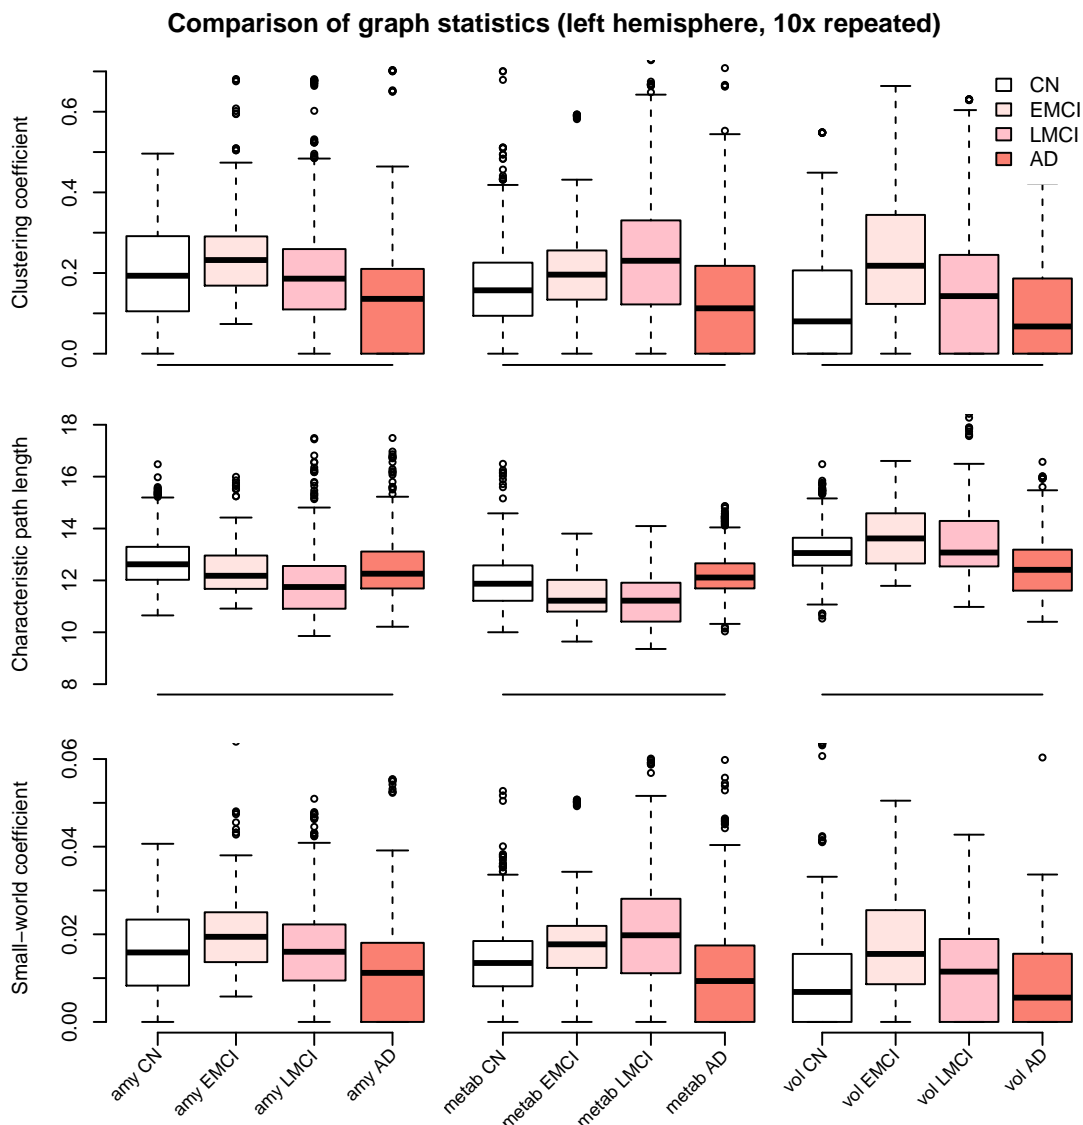 Comparison of graph statistics (left hemisphere, 10x repeated)
Clustering coefficient
0.0
0.2
0.4
0.6
CN
EMCI
LMCI
AD
Characteristic path length
8
10
12
14
16
18
Small−world coefficient
0.00
0.02
0.04
0.06
amy CN
amy EMCI
amy LMCI
amy AD
metab CN
metab EMCI
metab LMCI
metab AD
vol CN
vol EMCI
vol LMCI
vol AD